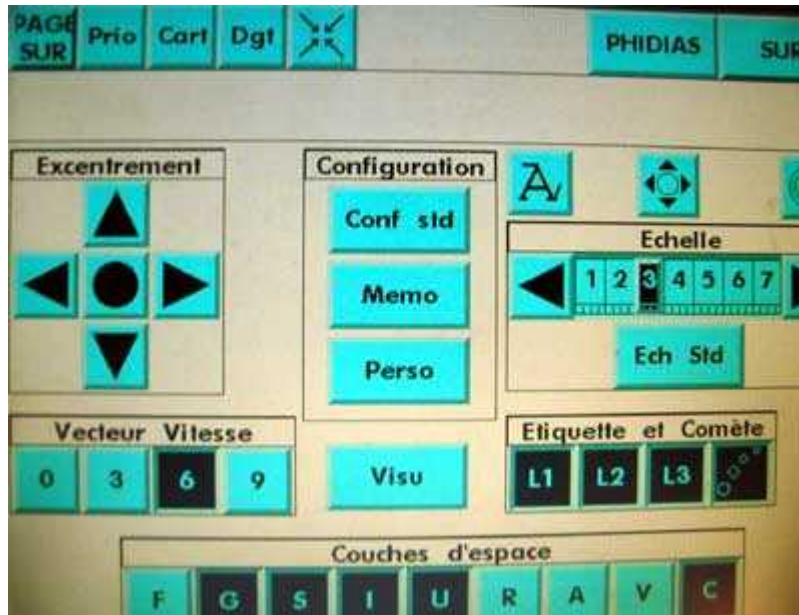 PAGE SUR Prio Cart Dgt PHIDIAS SUR
Excentrement
Configuration
Conf std
Memo
Perso
Echelle
1 2 3 4 5 6 7
Ech Std
Vecteur Vitesse
0 3 6 9
Visu
Etiquette et Comète
L1 L2 L3
Couches d'espace
F G S I U R A V C